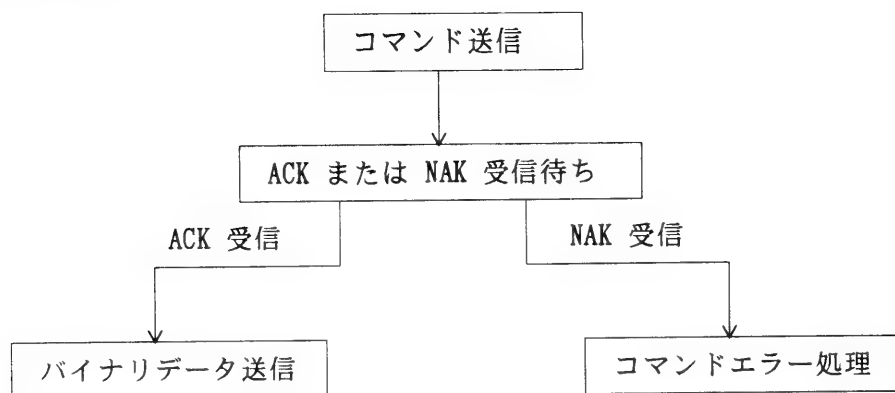 コマンド送信
ACK または NAK 受信待ち
ACK 受信
NAK 受信
バイナリデータ送信
コマンドエラー処理